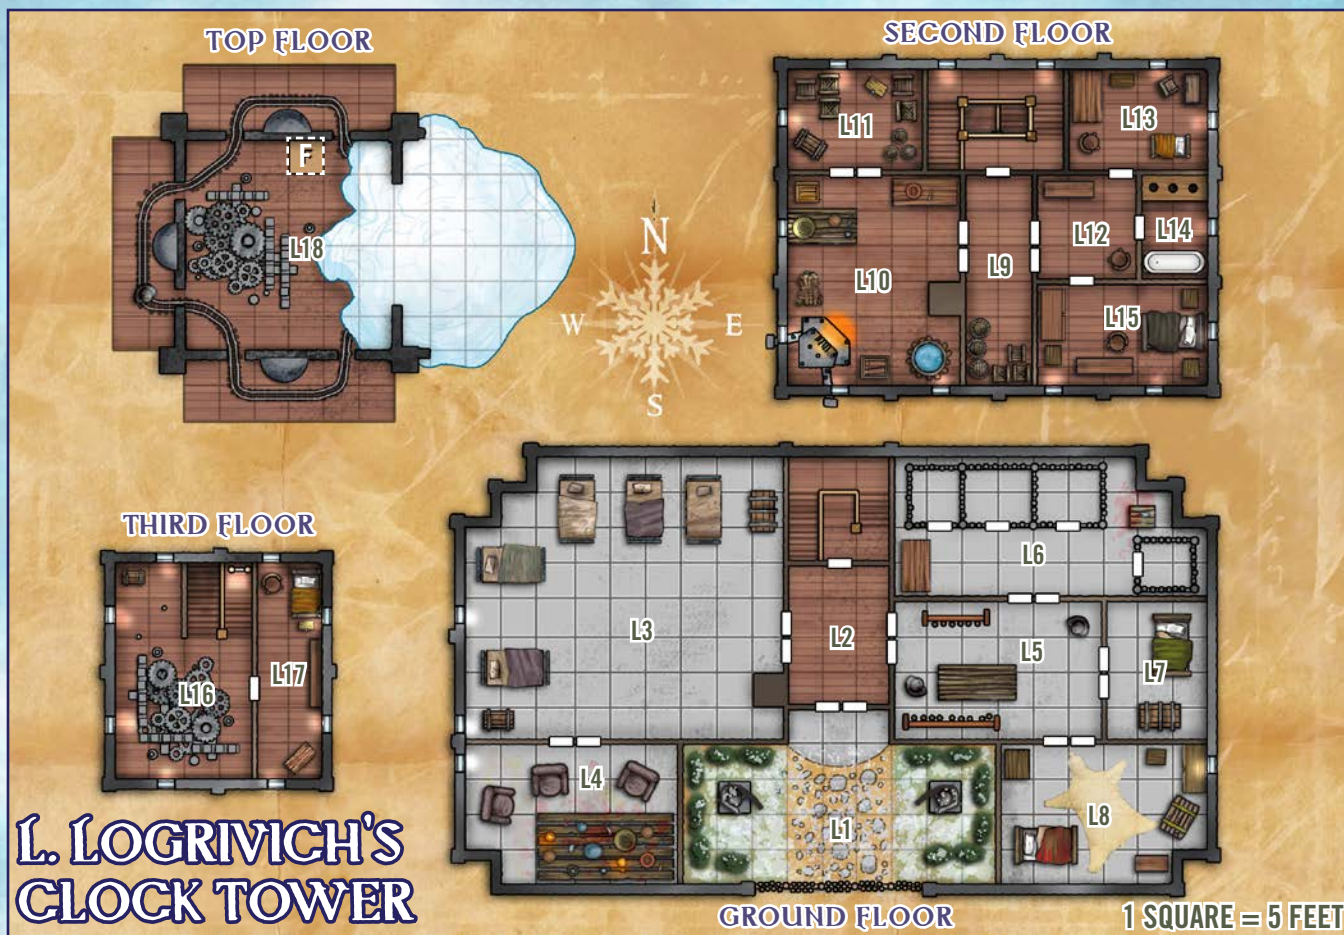 TOP FLOOR
F
L18
N
W
E
S
SECOND FLOOR
L11
L13
L12
L14
L10
L9
L15
THIRD FLOOR
L16
L17
L3
L2
L6
L5
L7
L4
L1
L8
L. LOGRIVICH'S
CLOCK TOWER
GROUND FLOOR
1 SQUARE = 5 FEET